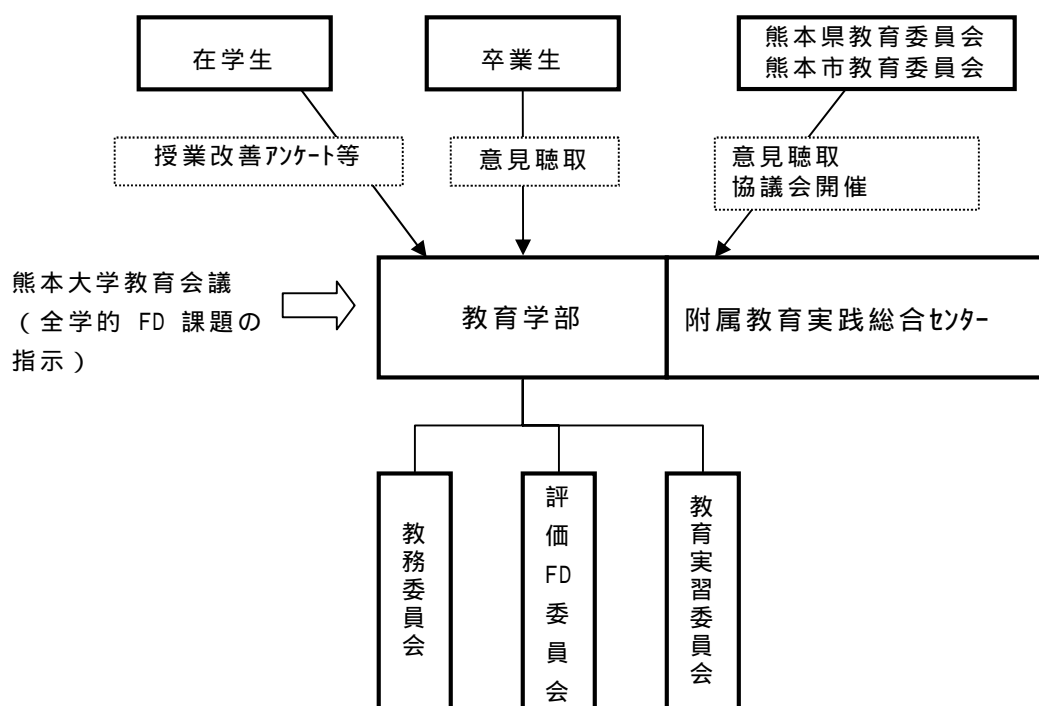 在学生
卒業生
熊本県教育委員会
熊本市教育委員会
授業改善ｱﾝｹｰﾄ等
意見聴取
意見聴取
協議会開催
熊本大学教育会議
（全学的 FD 課題の
指示）
教育学部
附属教育実践総合ｾﾝﾀｰ
教務委員会
評価FD委員会
教育実習委員会